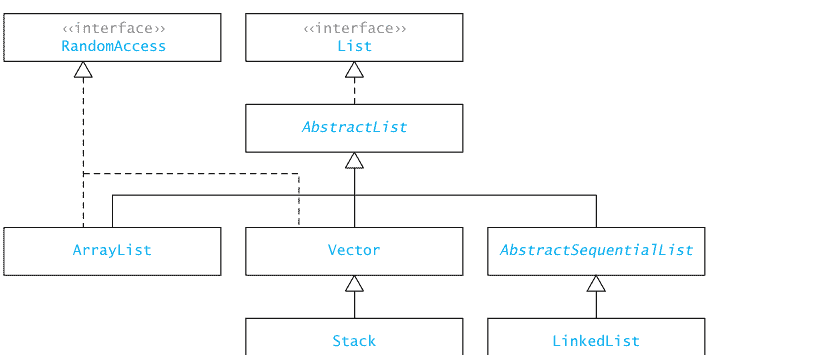 ‹‹interface››
RandomAccess
‹‹interface››
List
AbstractList
ArrayList
Vector
AbstractSequentialList
Stack
LinkedList